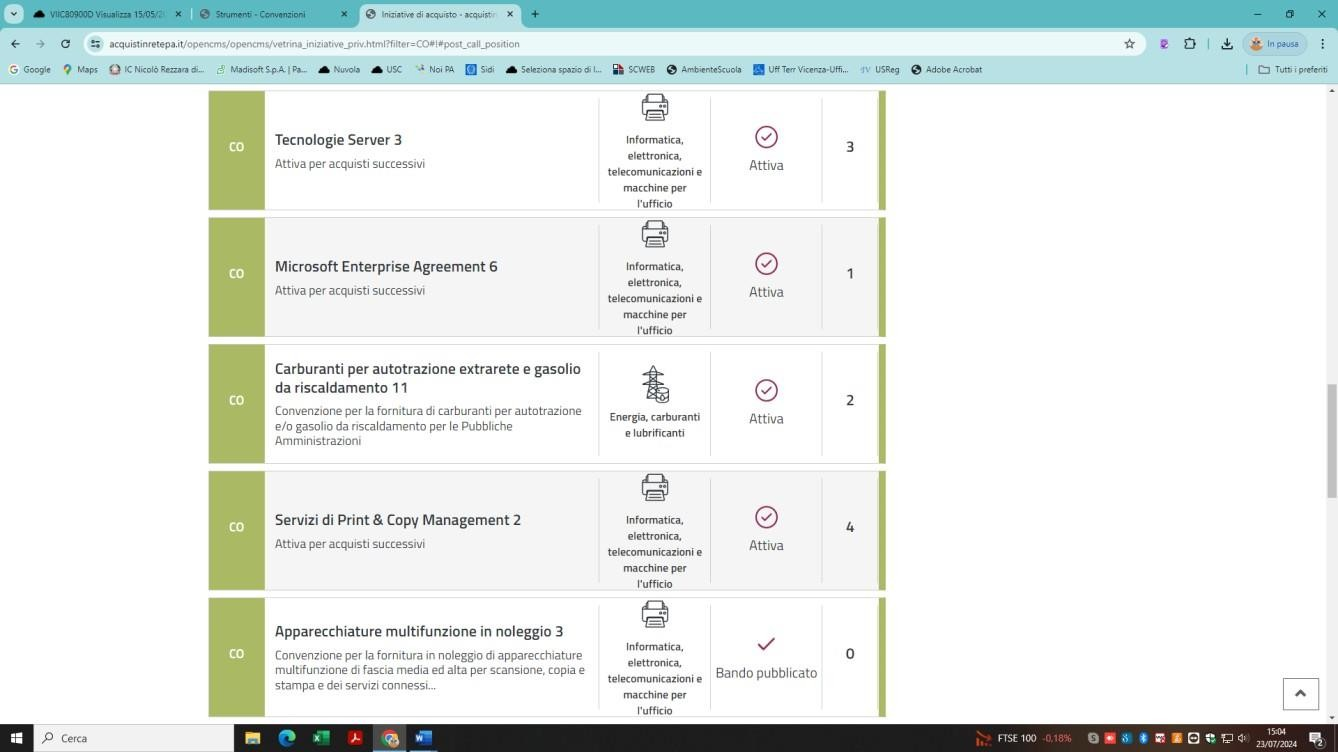 VIIC80900D Visualizza 15/05/20
Strumenti - Convenzioni
Iniziative di acquisto - acquistin
acquistinretepa.it/opencms/opencms/vetrina_iniziative_priv.html?filter=CO#!#post_call_position
In pausa
Google
Maps
IC Nicolò Rezzara di...
Madisoft S.p.A. | Pa...
Nuvola
USC
Noi PA
Sidi
Seleziona spazio di l...
SCWEB
AmbienteScuola
Uff Terr Vicenza-Uffi...
USReg
Adobe Acrobat
Tutti i preferiti
CO
Tecnologie Server 3
Attiva per acquisti successivi
Informatica,
elettronica,
telecomunicazioni e
macchine per
l'ufficio
Attiva
3
CO
Microsoft Enterprise Agreement 6
Attiva per acquisti successivi
Informatica,
elettronica,
telecomunicazioni e
macchine per
l'ufficio
Attiva
1
CO
Carburanti per autotrazione extrarete e gasolio
da riscaldamento 11
Convenzione per la fornitura di carburanti per autotrazione
e/o gasolio da riscaldamento per le Pubbliche
Amministrazioni
Energia, carburanti
e lubrificanti
Attiva
2
CO
Servizi di Print & Copy Management 2
Attiva per acquisti successivi
Informatica,
elettronica,
telecomunicazioni e
macchine per
l'ufficio
Attiva
4
CO
Apparecchiature multifunzione in noleggio 3
Convenzione per la fornitura in noleggio di apparecchiature
multifunzione di fascia media ed alta per scansione, copia e
stampa e dei servizi connessi...
Informatica,
elettronica,
telecomunicazioni e
macchine per
l'ufficio
Bando pubblicato
0
Cerca
FTSE 100 -0,18%
15:04
23/07/2024
2